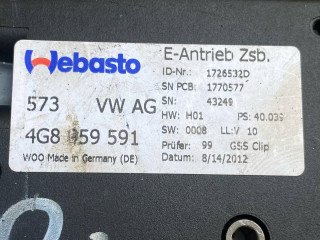 Webasto
E-Antrieb Zsb.
ID-Nr.: 1726532D
SN PCB: 1770577
SN: 43249
HW: H01 PS: 40.039
SW: 0008 LL:V 10
Prüfer: 99 GSS Clip
Datum: 8/14/2012
573 VW AG
4G8 959 591
WOO Made in Germany (DE)